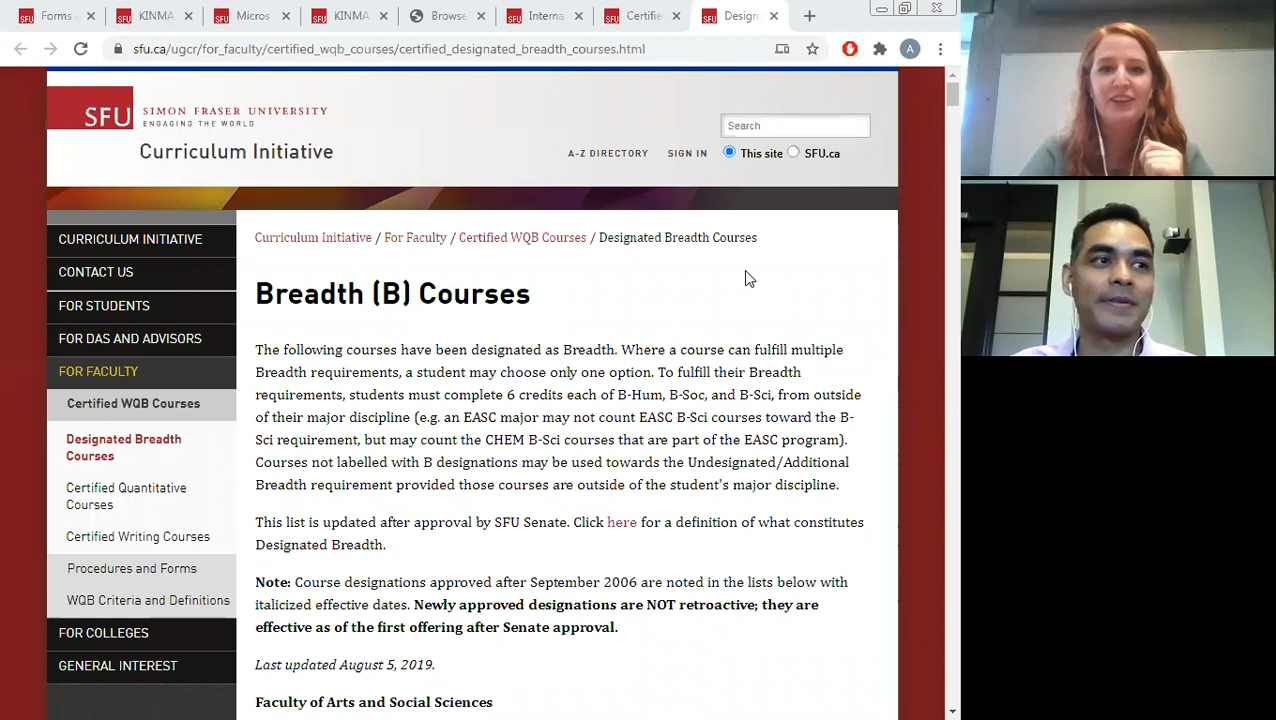 Forms
KINMA
Micros
KINMA
Browse
Interna
Certifie
Design
sfu.ca/ugcr/for_faculty/certified_wqb_courses/certified_designated_breadth_courses.html
A
SFU
SIMON FRASER UNIVERSITY
ENGAGING THE WORLD
Curriculum Initiative
Search
A-Z DIRECTORY
SIGN IN
This site
SFU.ca
CURRICULUM INITIATIVE
CONTACT US
FOR STUDENTS
FOR DAS AND ADVISORS
FOR FACULTY
Certified WQB Courses
Designated Breadth
Courses
Certified Quantitative
Courses
Certified Writing Courses
Procedures and Forms
WQB Criteria and Definitions
FOR COLLEGES
GENERAL INTEREST
Curriculum Initiative / For Faculty / Certified WQB Courses / Designated Breadth Courses
Breadth (B) Courses
The following courses have been designated as Breadth. Where a course can fulfill multiple
Breadth requirements, a student may choose only one option. To fulfill their Breadth
requirements, students must complete 6 credits each of B-Hum, B-Soc, and B-Sci, from outside
of their major discipline (e.g. an EASC major may not count EASC B-Sci courses toward the B-
Sci requirement, but may count the CHEM B-Sci courses that are part of the EASC program).
Courses not labelled with B designations may be used towards the Undesignated/Additional
Breadth requirement provided those courses are outside of the student's major discipline.
This list is updated after approval by SFU Senate. Click here for a definition of what constitutes
Designated Breadth.
Note: Course designations approved after September 2006 are noted in the lists below with
italicized effective dates. Newly approved designations are NOT retroactive; they are
effective as of the first offering after Senate approval.
Last updated August 5, 2019.
Faculty of Arts and Social Sciences